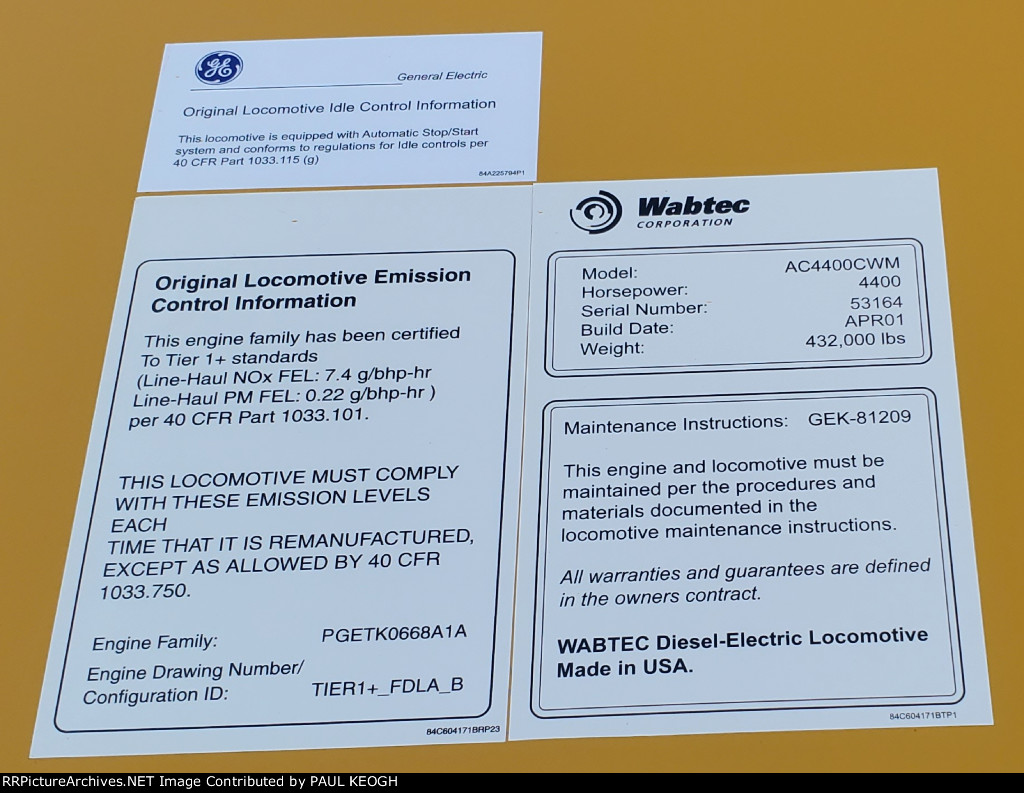 GE
General Electric
Original Locomotive Idle Control Information
This locomotive is equipped with Automatic Stop/Start
system and conforms to regulations for Idle controls per
40 CFR Part 1033.115 (g)
84A225794P1
Original Locomotive Emission
Control Information
This engine family has been certified
To Tier 1+ standards
(Line-Haul NOx FEL: 7.4 g/bhp-hr
Line-Haul PM FEL: 0.22 g/bhp-hr )
per 40 CFR Part 1033.101.
THIS LOCOMOTIVE MUST COMPLY
WITH THESE EMISSION LEVELS
EACH
TIME THAT IT IS REMANUFACTURED,
EXCEPT AS ALLOWED BY 40 CFR
1033.750.
Engine Family: PGETK0668A1A
Engine Drawing Number/
Configuration ID: TIER1+_FDLA_B
84C604171BRP23
Wabtec
CORPORATION
Model: AC4400CWM
Horsepower: 4400
Serial Number: 53164
Build Date: APR01
Weight: 432,000 lbs
Maintenance Instructions: GEK-81209
This engine and locomotive must be
maintained per the procedures and
materials documented in the
locomotive maintenance instructions.
All warranties and guarantees are defined
in the owners contract.
WABTEC Diesel-Electric Locomotive
Made in USA.
84C604171BTP1
RRPictureArchives.NET Image Contributed by PAUL KEOGH